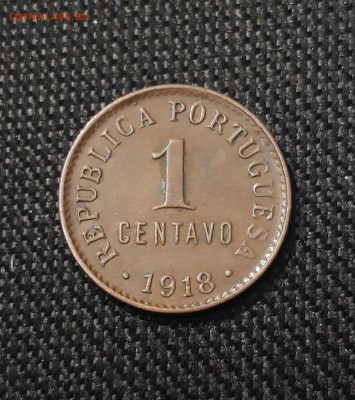 REPUBLICA PORTUGUESA
1
CENTAVO
· 1918 ·